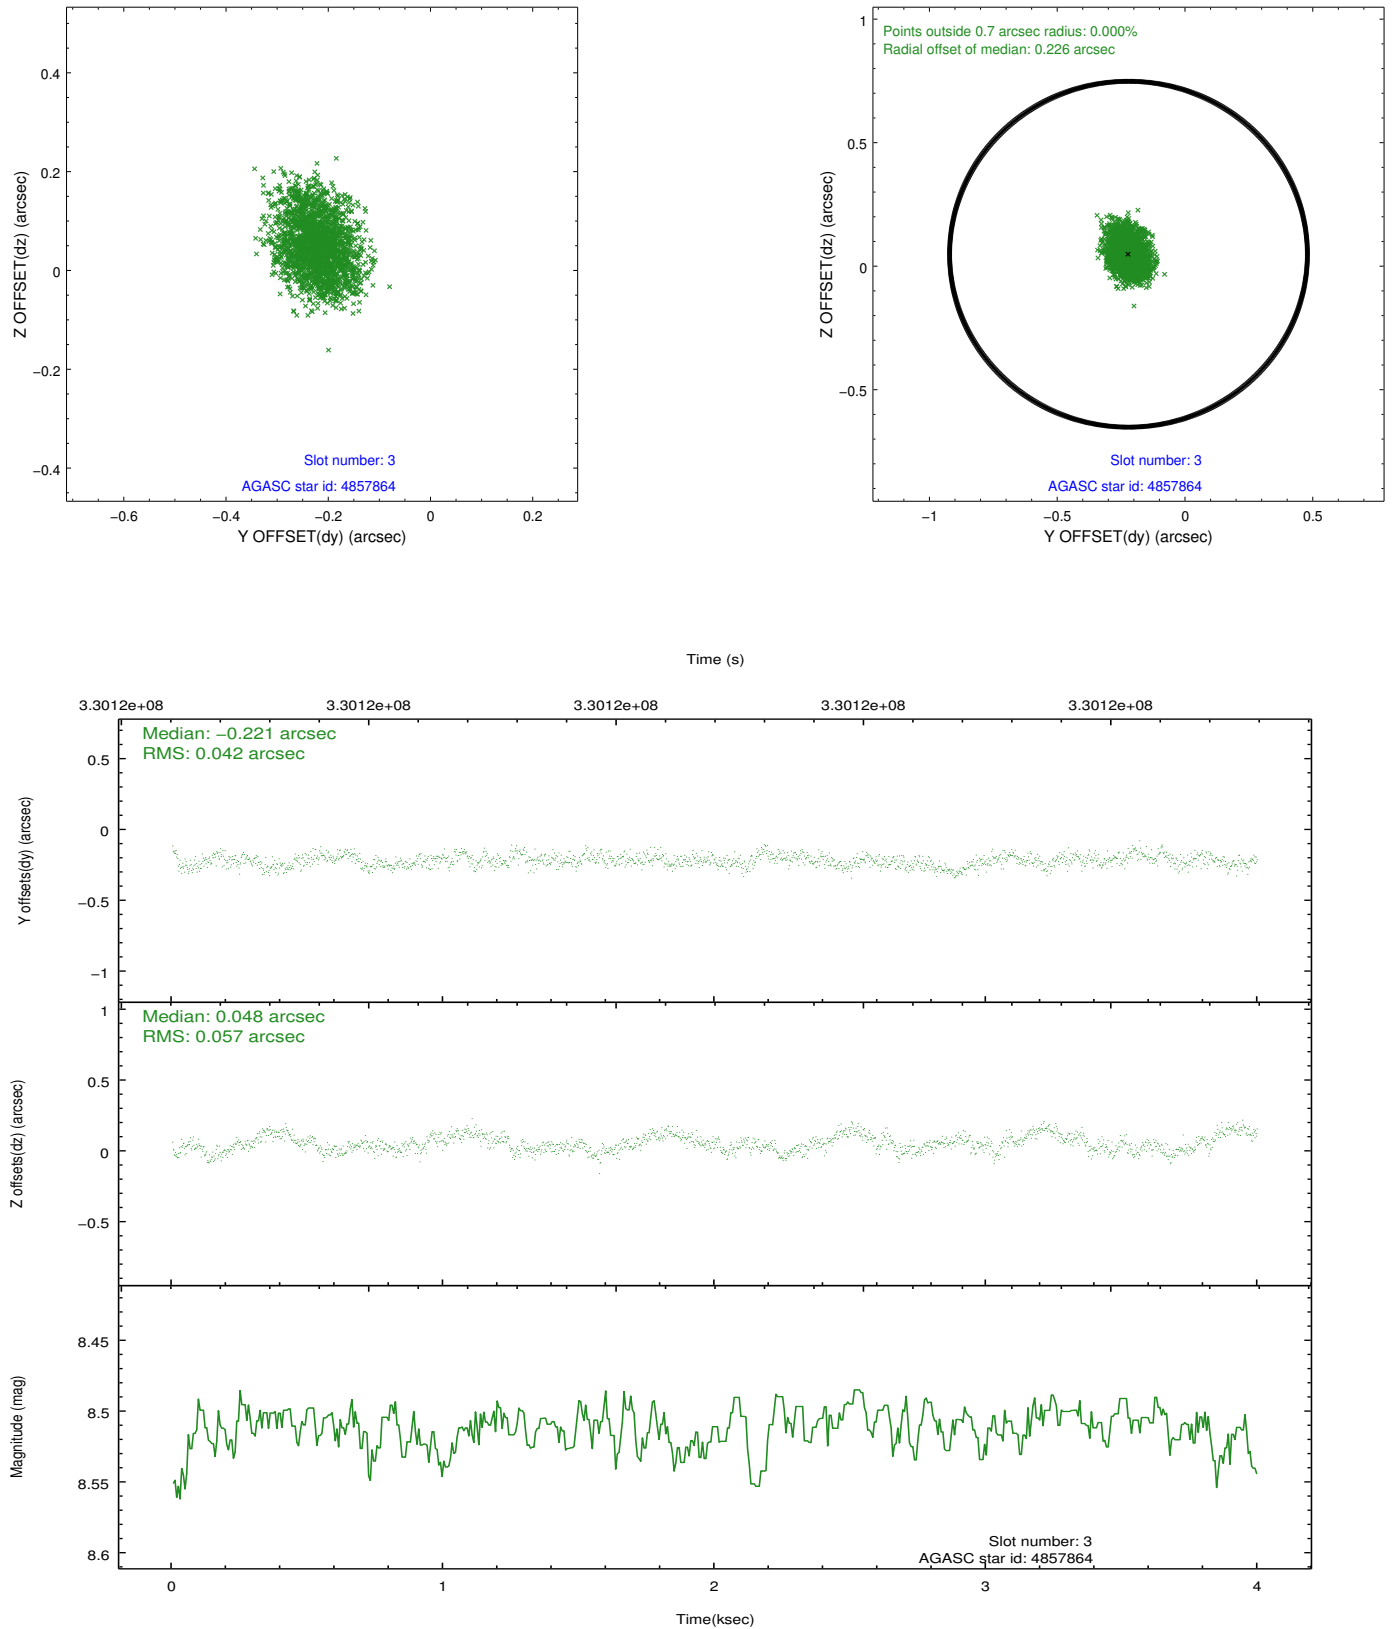 0.4
0.2
0
−0.2
−0.4
Z OFFSET(dz) (arcsec)
Slot number: 3
AGASC star id: 4857864
−0.6 −0.4 −0.2 0 0.2
Y OFFSET(dy) (arcsec)
Points outside 0.7 arcsec radius: 0.000%
Radial offset of median: 0.226 arcsec
1
0.5
0
−0.5
Z OFFSET(dz) (arcsec)
Slot number: 3
AGASC star id: 4857864
−1 −0.5 0 0.5
Y OFFSET(dy) (arcsec)
Time (s)
3.3012e+08 3.3012e+08 3.3012e+08 3.3012e+08 3.3012e+08
Median: −0.221 arcsec
RMS: 0.042 arcsec
0.5
0
−0.5
−1
Y offsets(dy) (arcsec)
Median: 0.048 arcsec
RMS: 0.057 arcsec
1
0.5
0
−0.5
Z offsets(dz) (arcsec)
8.45
8.5
8.55
8.6
Magnitude (mag)
Slot number: 3
AGASC star id: 4857864
0 1 2 3 4
Time(ksec)